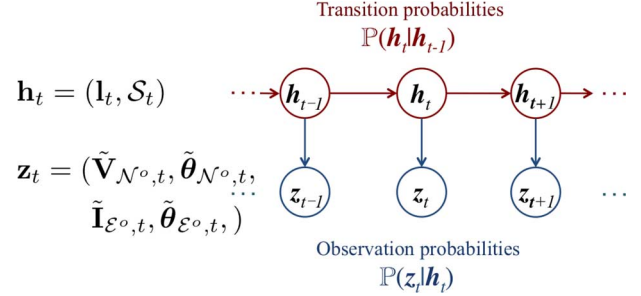 Transition probabilities
ℙ(h_t|h_{t-1})
h_t = (l_t, 𝒮_t)
··· h_{t-1} h_t h_{t+1} ···
z_t = (Ṽ_{𝒩^o,t}, θ̃_{𝒩^o,t},
Ĩ_{ℰ^o,t}, θ̃_{ℰ^o,t}, )
··· z_{t-1} z_t z_{t+1} ···
Observation probabilities
ℙ(z_t|h_t)